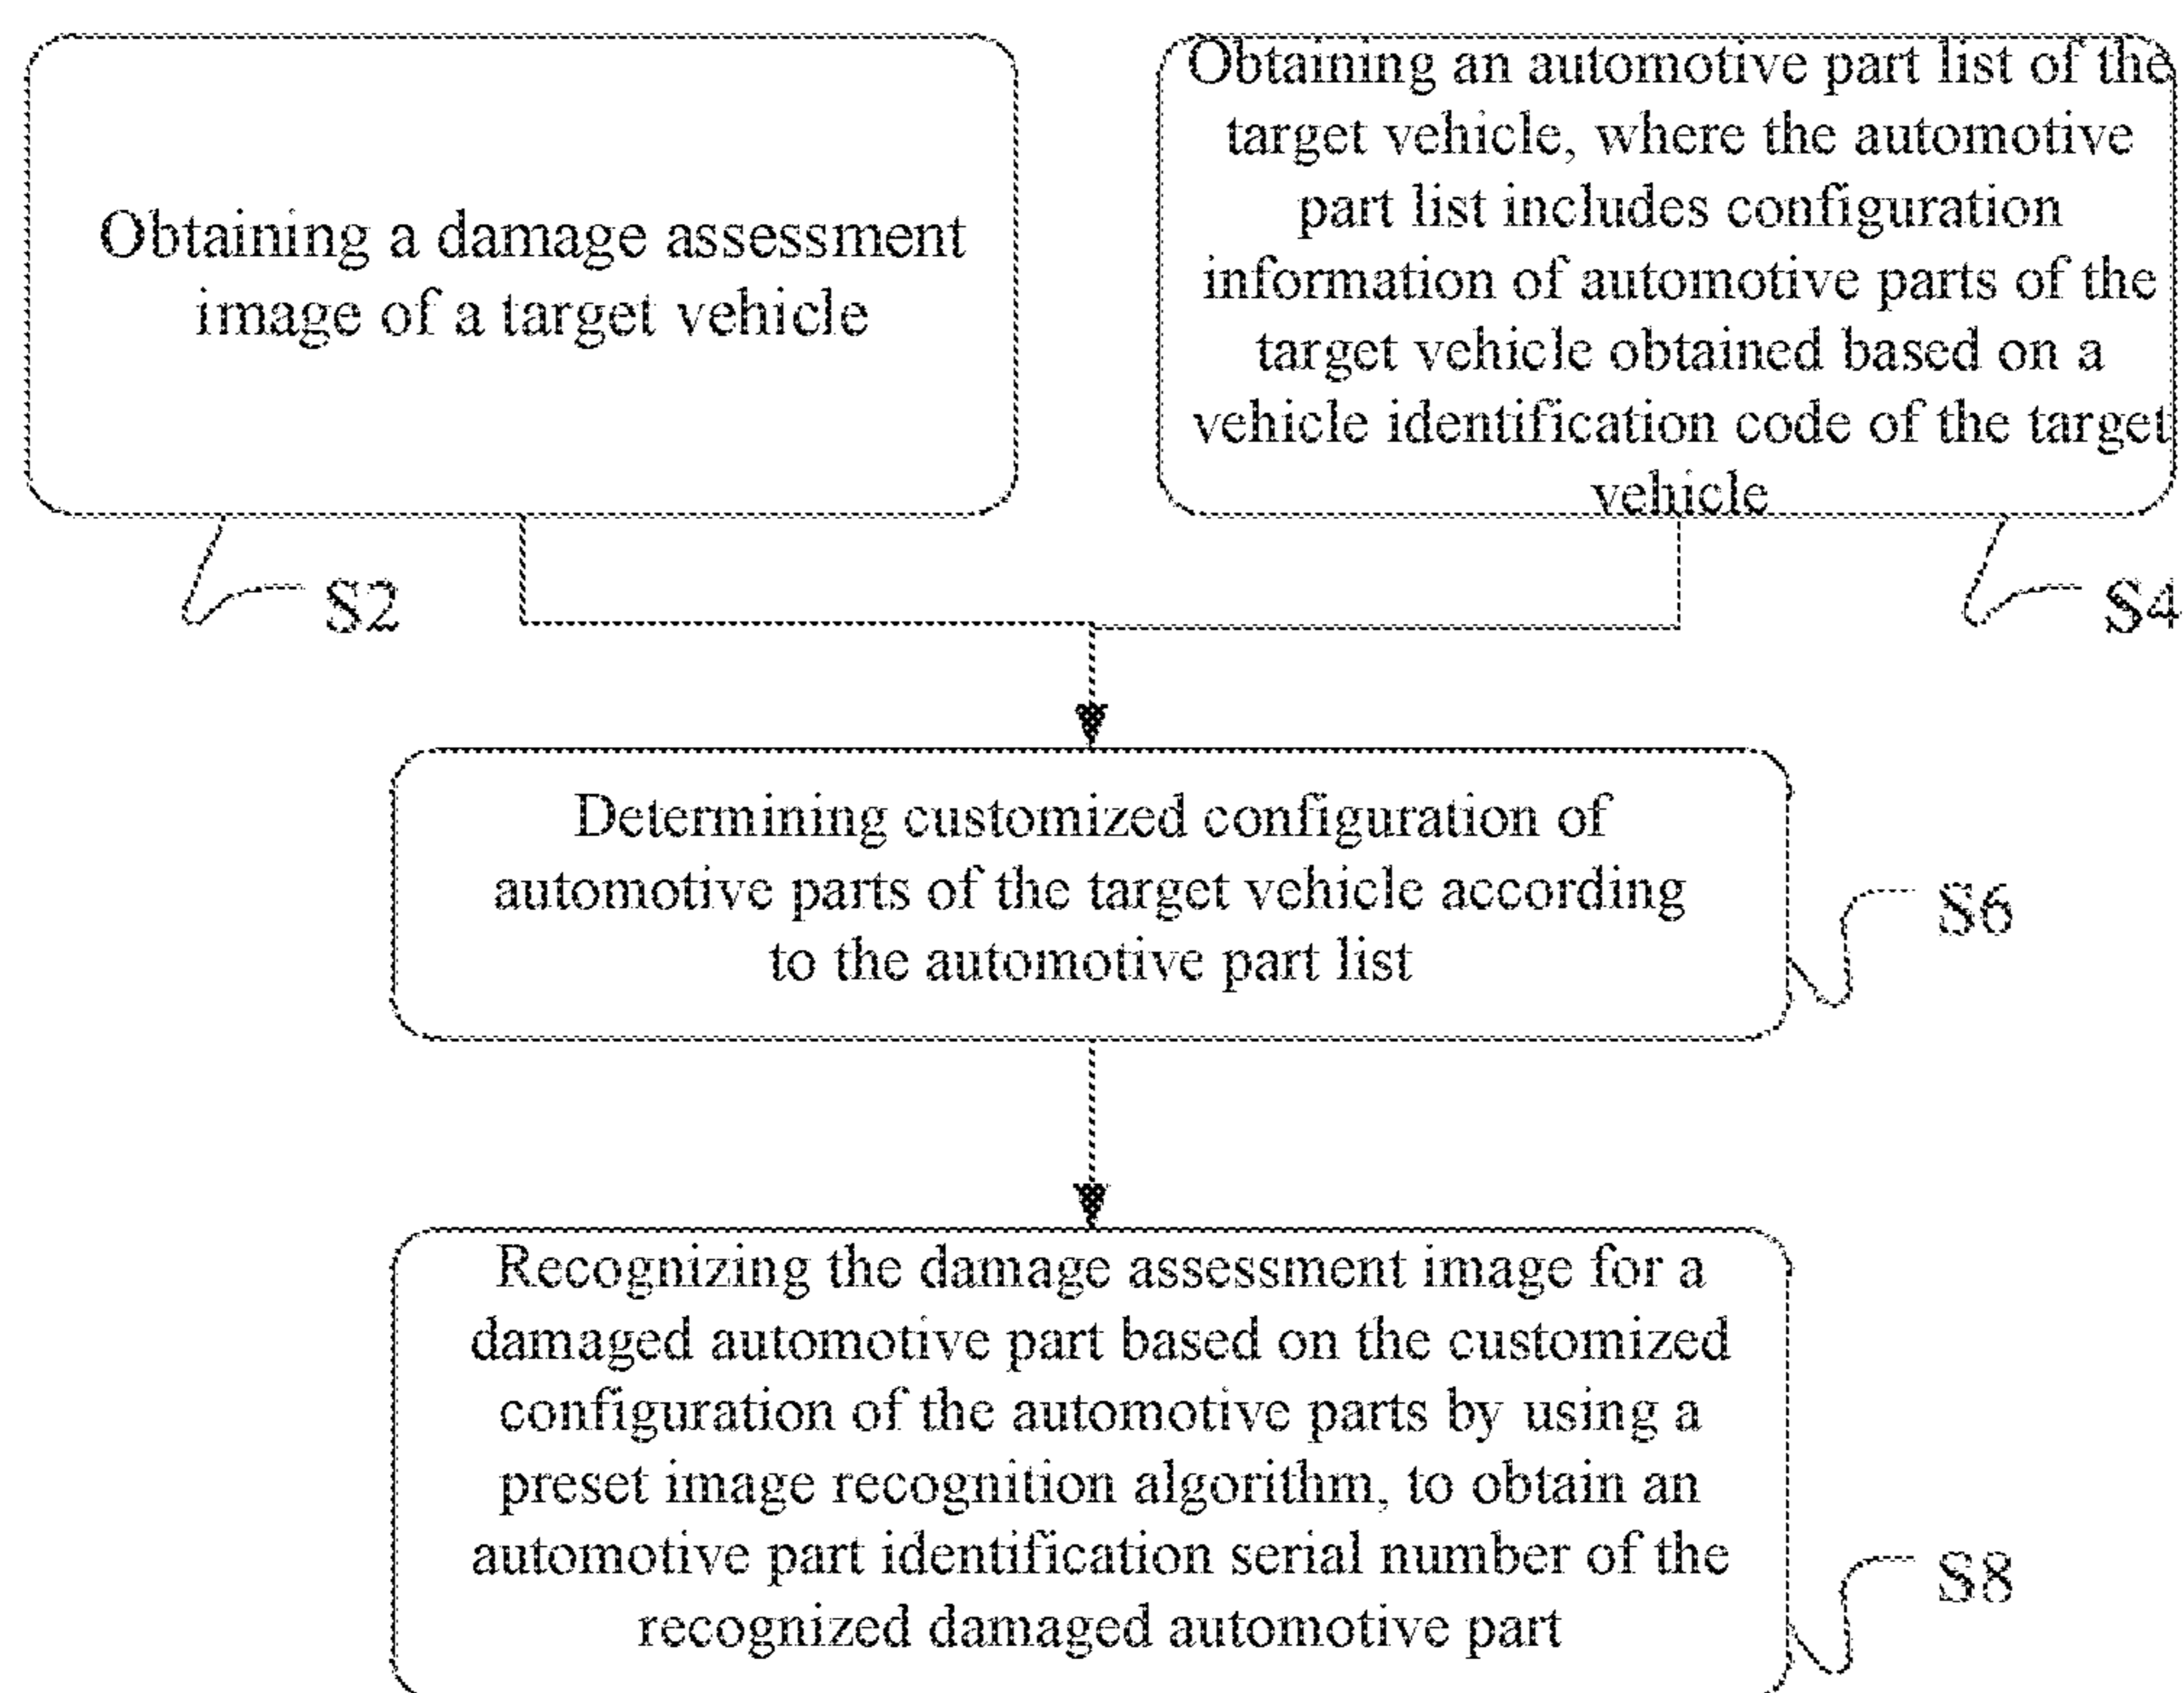 Obtaining a damage assessment
image of a target vehicle
S2
Obtaining an automotive part list of the
target vehicle, where the automotive
part list includes configuration
information of automotive parts of the
target vehicle obtained based on a
vehicle identification code of the target
vehicle
S4
Determining customized configuration of
automotive parts of the target vehicle according
to the automotive part list
S6
Recognizing the damage assessment image for a
damaged automotive part based on the customized
configuration of the automotive parts by using a
preset image recognition algorithm, to obtain an
automotive part identification serial number of the
recognized damaged automotive part
S8